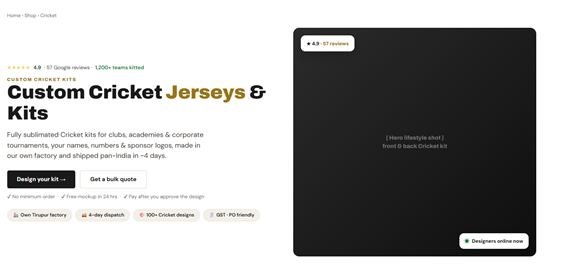 Home › Shop › Cricket
★★★★★ 4.9 · 57 Google reviews · 1,200+ teams kitted
CUSTOM CRICKET KITS
Custom Cricket Jerseys &
Kits
Fully sublimated Cricket kits for clubs, academies & corporate
tournaments, your names, numbers & sponsor logos, made in
our own factory and shipped pan-India in ~4 days.
Design your kit → Get a bulk quote
✓ No minimum order ✓ Free mockup in 24 hrs ✓ Pay after you approve the design
Own Tirupur factory 4-day dispatch 100+ Cricket designs GST · PO friendly
★ 4.9 · 57 reviews
[ Hero lifestyle shot ]
front & back Cricket kit
Designers online now